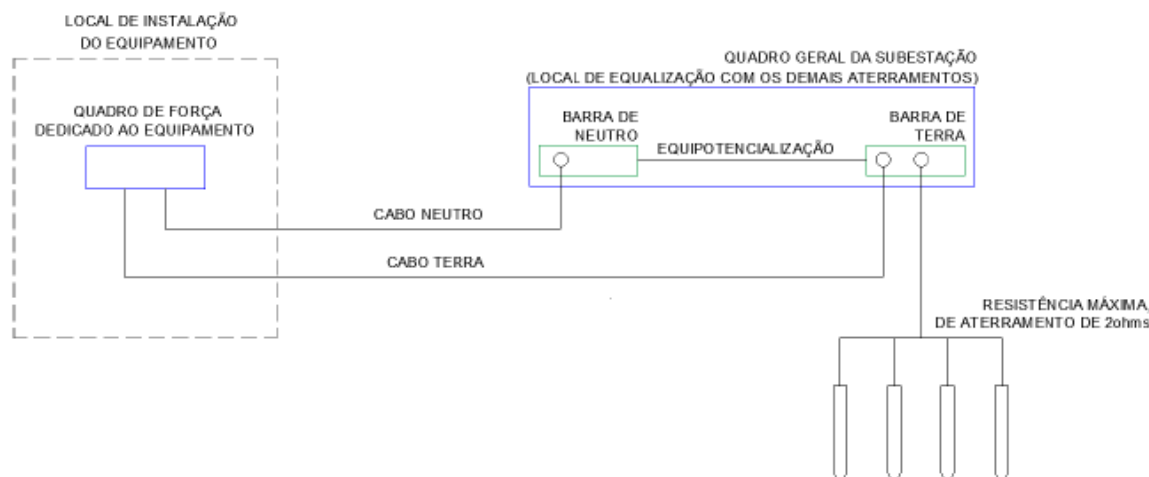 LOCAL DE INSTALAÇÃO
DO EQUIPAMENTO
QUADRO DE FORÇA
DEDICADO AO EQUIPAMENTO
QUADRO GERAL DA SUBESTAÇÃO
(LOCAL DE EQUALIZAÇÃO COM OS DEMAIS ATERRAMENTOS)
BARRA DE
NEUTRO
EQUIPOTENCIALIZAÇÃO
BARRA DE
TERRA
CABO NEUTRO
CABO TERRA
RESISTÊNCIA MÁXIMA,
DE ATERRAMENTO DE 2ohms